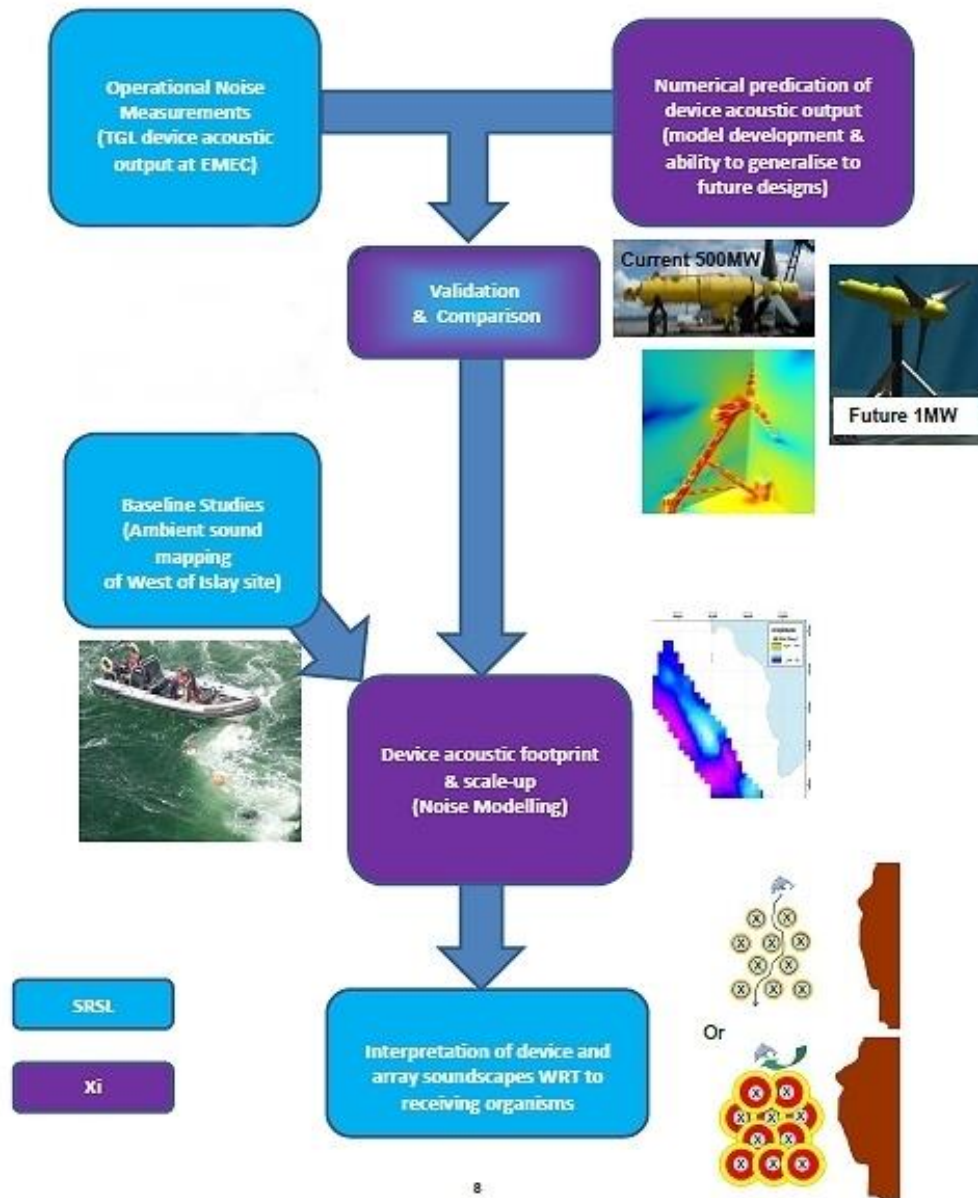 Operational Noise
Measurements
(TGL device acoustic
output at EMEC)
Numerical predication of
device acoustic output
(model development &
ability to generalise to
future designs)
Validation
& Comparison
Current 500MW
Future 1MW
Baseline Studies
(Ambient sound
mapping
of West of Islay site)
Device acoustic footprint
& scale-up
(Noise Modelling)
SRSL
Xi
Interpretation of device and
array soundscapes WRT to
receiving organisms
X X
X X X
X X
X X X
Or
X X
X X X
X X
X X X
8